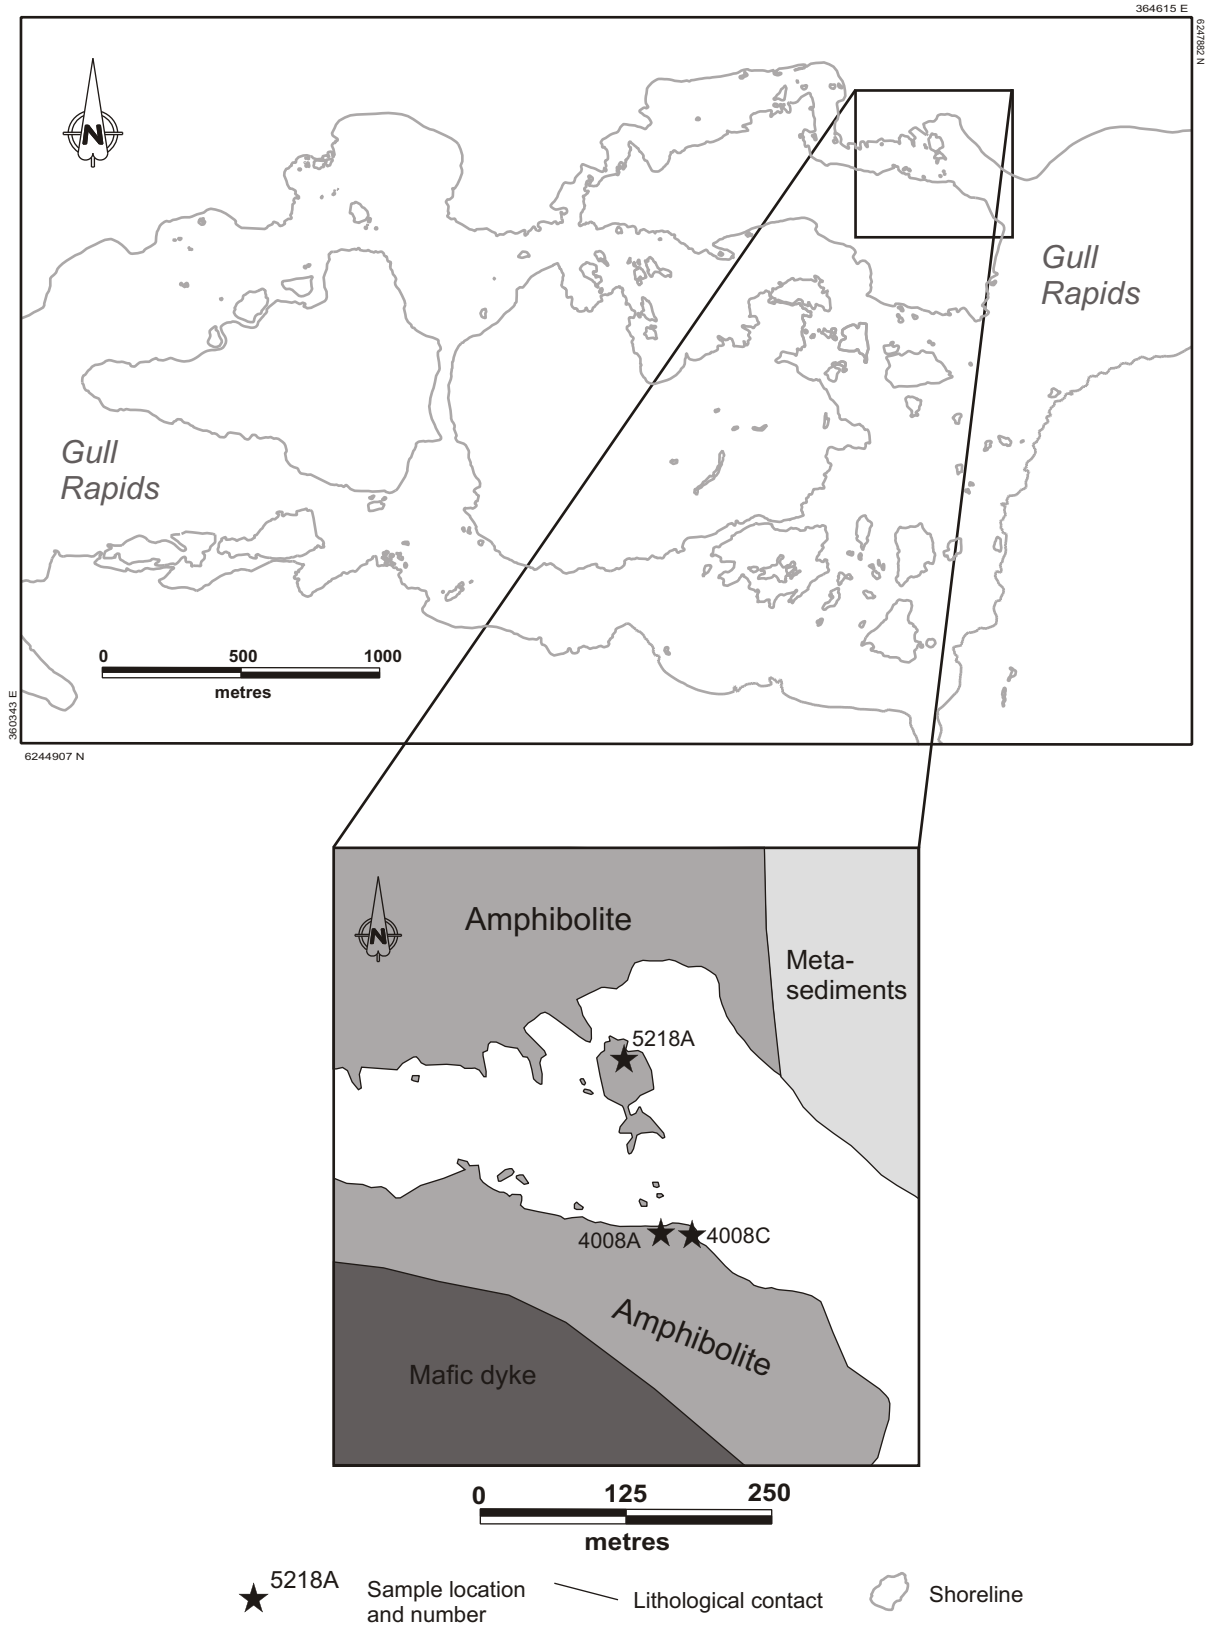 364615 E
6247882 N
N
Gull
Rapids
Gull
Rapids
0 500 1000
metres
360343 E
6244907 N
Amphibolite
N
Meta-
sediments
5218A
4008A
4008C
Amphibolite
Mafic dyke
0 125 250
metres
5218A
Sample location
and number
Lithological contact
Shoreline